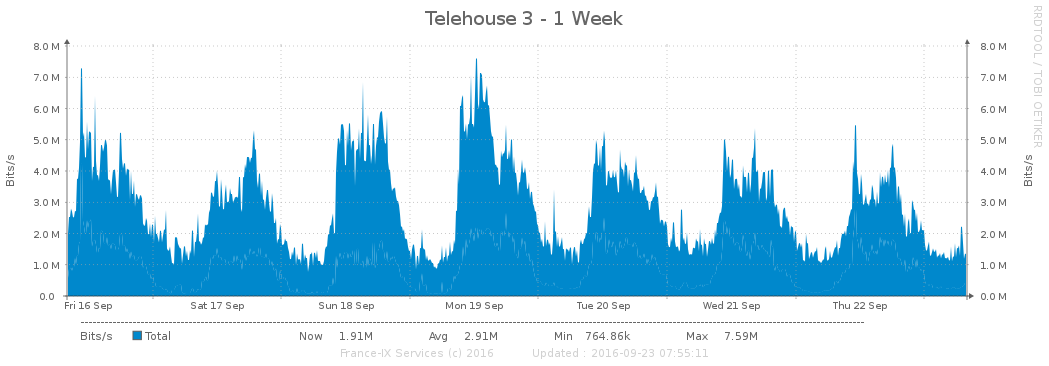 Telehouse 3 - 1 Week
RRDTOOL / TOBI OETIKER
Bits/s
8.0 M 8.0 M
7.0 M 7.0 M
6.0 M 6.0 M
5.0 M 5.0 M
4.0 M 4.0 M
3.0 M 3.0 M
2.0 M 2.0 M
1.0 M 1.0 M
0.0 0.0 M
Bits/s
Fri 16 Sep Sat 17 Sep Sun 18 Sep Mon 19 Sep Tue 20 Sep Wed 21 Sep Thu 22 Sep
Bits/s Total Now 1.91M Avg 2.91M Min 764.86k Max 7.59M
France-IX Services (c) 2016 Updated : 2016-09-23 07:55:11